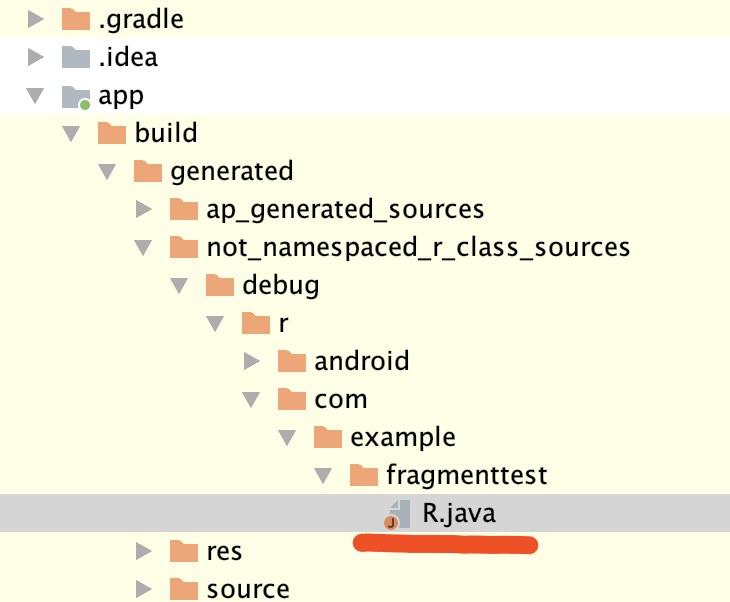 .gradle
.idea
app
build
generated
ap_generated_sources
not_namespaced_r_class_sources
debug
r
android
com
example
fragmenttest
R.java
res
source